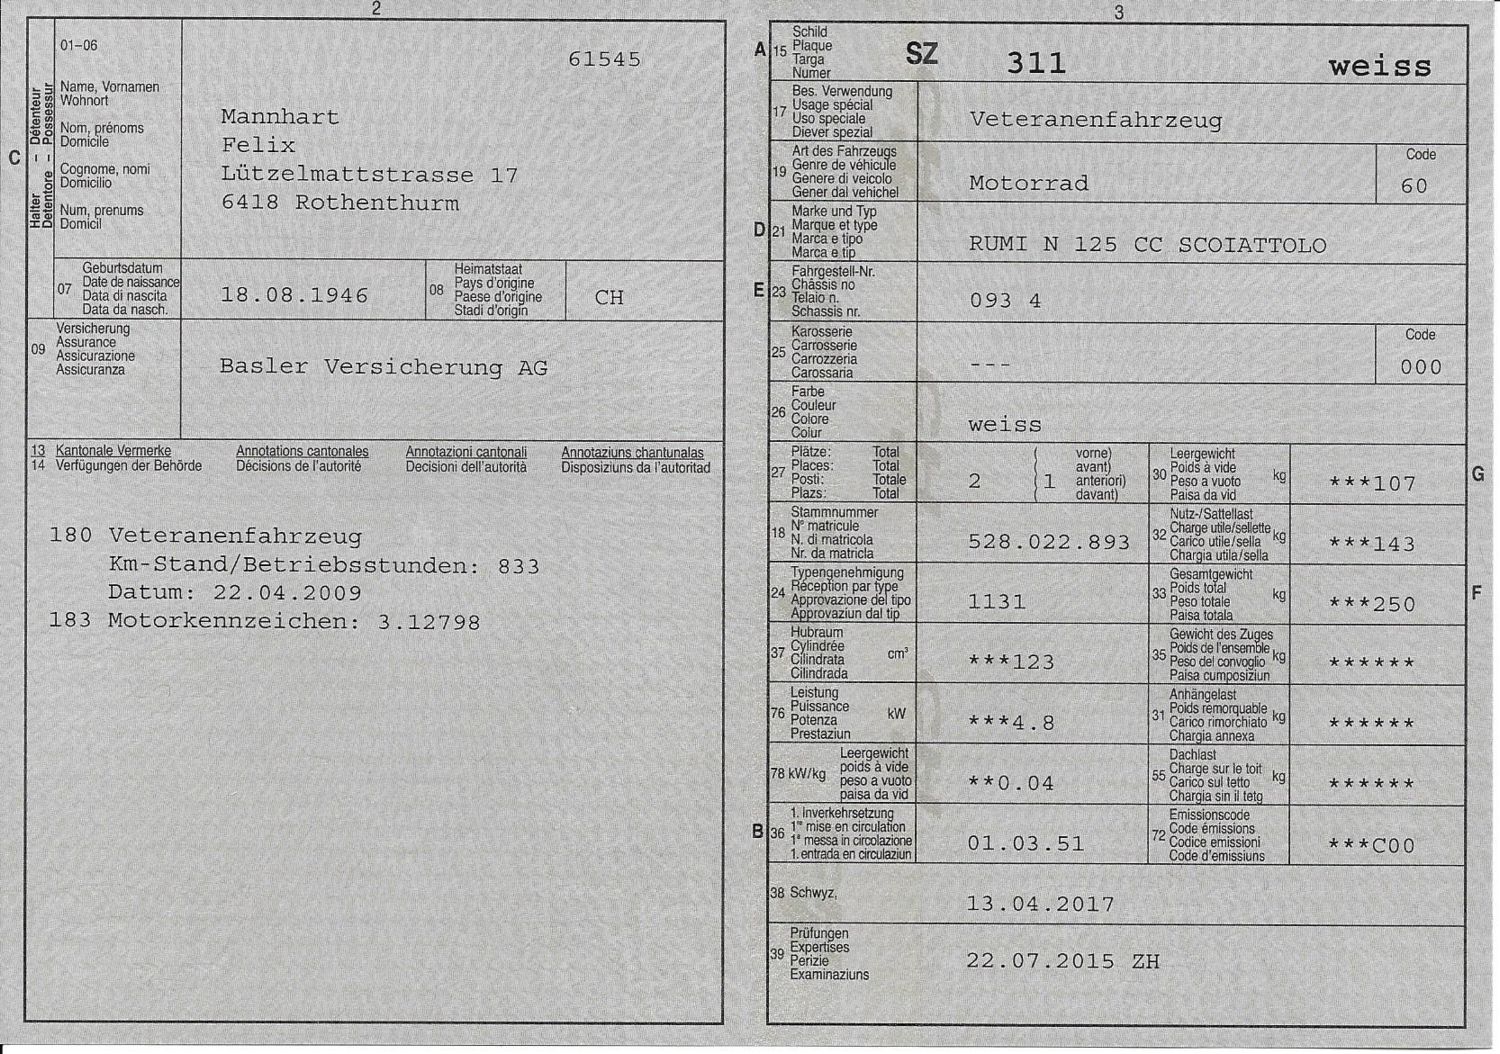 2
01-06
61545
Halter – Détenteur
Detentore – Possessur
C
Name, Vornamen
Wohnort
Nom, prénoms
Domicile
Cognome, nomi
Domicilio
Num, prenums
Domicil
Mannhart
Felix
Lützelmattstrasse 17
6418 Rothenthurm
07
Geburtsdatum
Date de naissance
Data di nascita
Data da nasch.
18.08.1946
08
Heimatstaat
Pays d'origine
Paese d'origine
Stadi d'origin
CH
09
Versicherung
Assurance
Assicurazione
Assicuranza
Basler Versicherung AG
13 Kantonale Vermerke Annotations cantonales Annotazioni cantonali Annotaziuns chantunalas
14 Verfügungen der Behörde Décisions de l'autorité Decisioni dell'autorità Disposiziuns da l'autoritad
180 Veteranenfahrzeug
Km-Stand/Betriebsstunden: 833
Datum: 22.04.2009
183 Motorkennzeichen: 3.12798
3
A 15
Schild
Plaque
Targa
Numer
SZ 311 weiss
17
Bes. Verwendung
Usage spécial
Uso speciale
Diever spezial
Veteranenfahrzeug
19
Art des Fahrzeugs
Genre de véhicule
Genere di veicolo
Gener dal vehichel
Motorrad
Code
60
D 21
Marke und Typ
Marque et type
Marca e tipo
Marca e tip
RUMI N 125 CC SCOIATTOLO
E 23
Fahrgestell-Nr.
Châssis no
Telaio n.
Schassis nr.
093 4
25
Karosserie
Carrosserie
Carrozzeria
Carossaria
---
Code
000
26
Farbe
Couleur
Colore
Colur
weiss
27
Plätze: Total
Places: Total
Posti: Totale
Plazs: Total
2
( vorne)
( avant)
( 1 anteriori)
( davant)
30
Leergewicht
Poids à vide
Peso a vuoto
Paisa da vid
kg
***107
G
18
Stammnummer
N° matricule
N. di matricola
Nr. da matricla
528.022.893
32
Nutz-/Sattellast
Charge utile/sellette
Carico utile/sella
Chargia utila/sella
kg
***143
24
Typengenehmigung
Réception par type
Approvazione del tipo
Approvaziun dal tip
1131
33
Gesamtgewicht
Poids total
Peso totale
Paisa totala
kg
***250
F
37
Hubraum
Cylindrée
Cilindrata
Cilindrada
cm³
***123
35
Gewicht des Zuges
Poids de l'ensemble
Peso del convoglio
Paisa cumposiziun
kg
******
76
Leistung
Puissance
Potenza
Prestaziun
kW
***4.8
31
Anhängelast
Poids remorquable
Carico rimorchiato
Chargia annexa
kg
******
78 kW/kg
Leergewicht
poids à vide
peso a vuoto
paisa da vid
**0.04
55
Dachlast
Charge sur le toit
Carico sul tetto
Chargia sin il tetg
kg
******
B 36
1. Inverkehrsetzung
1re mise en circulation
1a messa in circolazione
1. entrada en circulaziun
01.03.51
72
Emissionscode
Code émissions
Codice emissioni
Code d'emissiuns
***C00
38 Schwyz,
13.04.2017
39
Prüfungen
Expertises
Perizie
Examinaziuns
22.07.2015 ZH